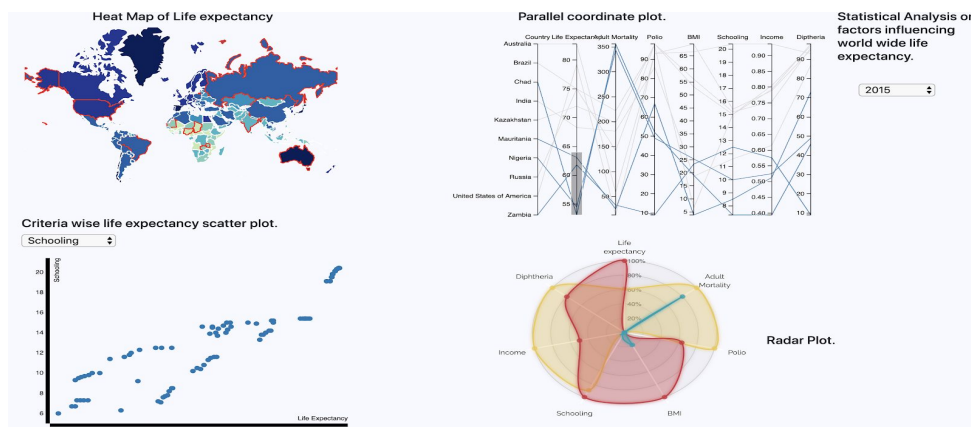 Heat Map of Life expectancy
Parallel coordinate plot.
Statistical Analysis on
factors influencing
world wide life
expectancy.
2015
Country Life Expectancy Adult Mortality Polio BMI Schooling Income Diptheria
Australia
Brazil
Chad
India
Kazakhstan
Mauritania
Nigeria
Russia
United States of America
Zambia
80
75
70
65
60
55
350
300
250
200
150
100
50
90
80
70
60
50
40
30
20
10
65
60
55
50
45
40
35
30
25
20
15
10
5
20
19
18
17
16
15
14
13
12
11
10
9
8
0.95
0.90
0.85
0.80
0.75
0.70
0.65
0.60
0.55
0.50
0.45
0.40
90
80
70
60
50
40
30
20
10
Criteria wise life expectancy scatter plot.
Schooling
Schooling
20
18
16
14
12
10
8
6
Life Expectancy
Life
expectancy
100%
80%
60%
40%
20%
Adult
Mortality
Polio
BMI
Schooling
Income
Diphtheria
Radar Plot.